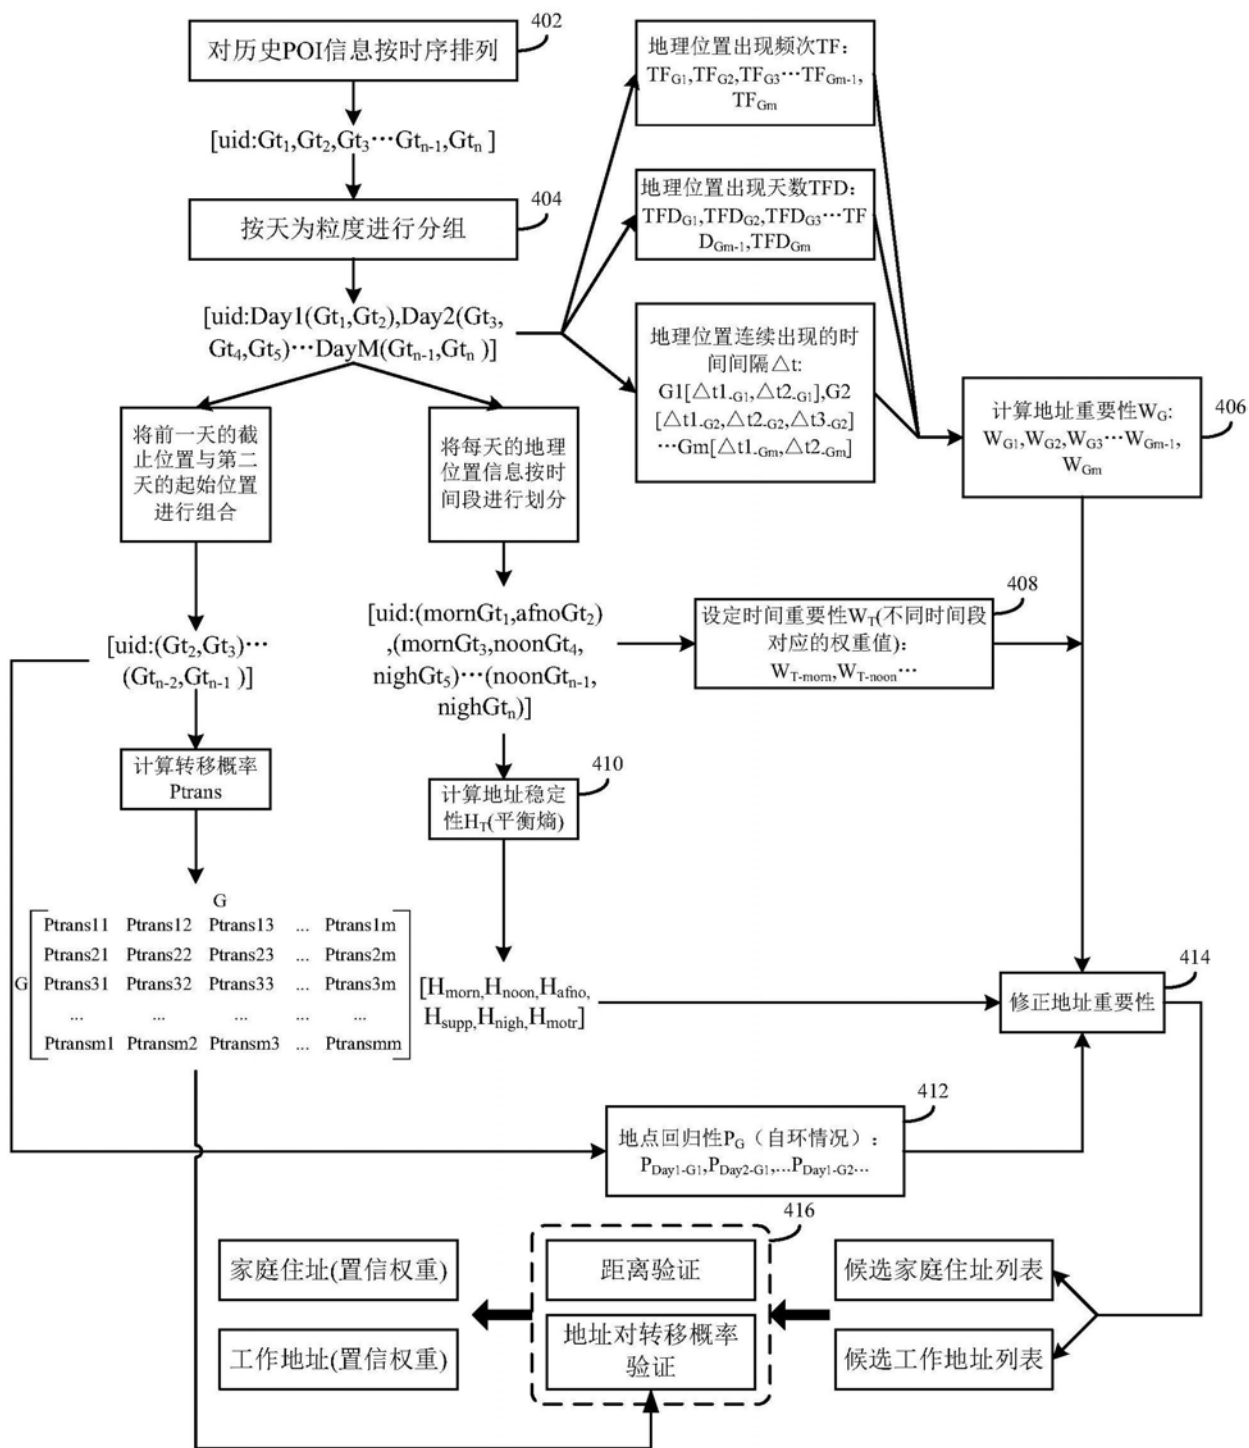 402
对历史POI信息按时序排列
[uid:Gt1,Gt2,Gt3…Gtn-1,Gtn ]
404
按天为粒度进行分组
[uid:Day1(Gt1,Gt2),Day2(Gt3,
Gt4,Gt5)…DayM(Gtn-1,Gtn )]
地理位置出现频次TF：
TFG1,TFG2,TFG3…TFGm-1,
TFGm
地理位置出现天数TFD：
TFDG1,TFDG2,TFDG3…TF
DGm-1,TFDGm
地理位置连续出现的时
间间隔△t:
G1[△t1-G1,△t2-G1],G2
[△t1-G2,△t2-G2,△t3-G2]
…Gm[△t1-Gm,△t2-Gm]
406
计算地址重要性WG:
WG1,WG2,WG3…WGm-1,
WGm
将前一天的截
止位置与第二
天的起始位置
进行组合
将每天的地理
位置信息按时
间段进行划分
[uid:(Gt2,Gt3)…
(Gtn-2,Gtn-1 )]
[uid:(mornGt1,afnoGt2)
,(mornGt3,noonGt4,
nighGt5)…(noonGtn-1,
nighGtn)]
408
设定时间重要性WT(不同时间段
对应的权重值)：
WT-morn,WT-noon…
计算转移概率
Ptrans
410
计算地址稳定
性HT(平衡熵)
G
G
Ptrans11 Ptrans12 Ptrans13 ... Ptrans1m
Ptrans21 Ptrans22 Ptrans23 ... Ptrans2m
Ptrans31 Ptrans32 Ptrans33 ... Ptrans3m
... ... ... ... ...
Ptransm1 Ptransm2 Ptransm3 ... Ptransmm
[Hmorn,Hnoon,Hafno,
Hsupp,Hnigh,Hmotr]
414
修正地址重要性
412
地点回归性PG（自环情况）：
PDay1-G1,PDay2-G1,...PDay1-G2...
416
家庭住址(置信权重)
距离验证
候选家庭住址列表
工作地址(置信权重)
地址对转移概率
验证
候选工作地址列表